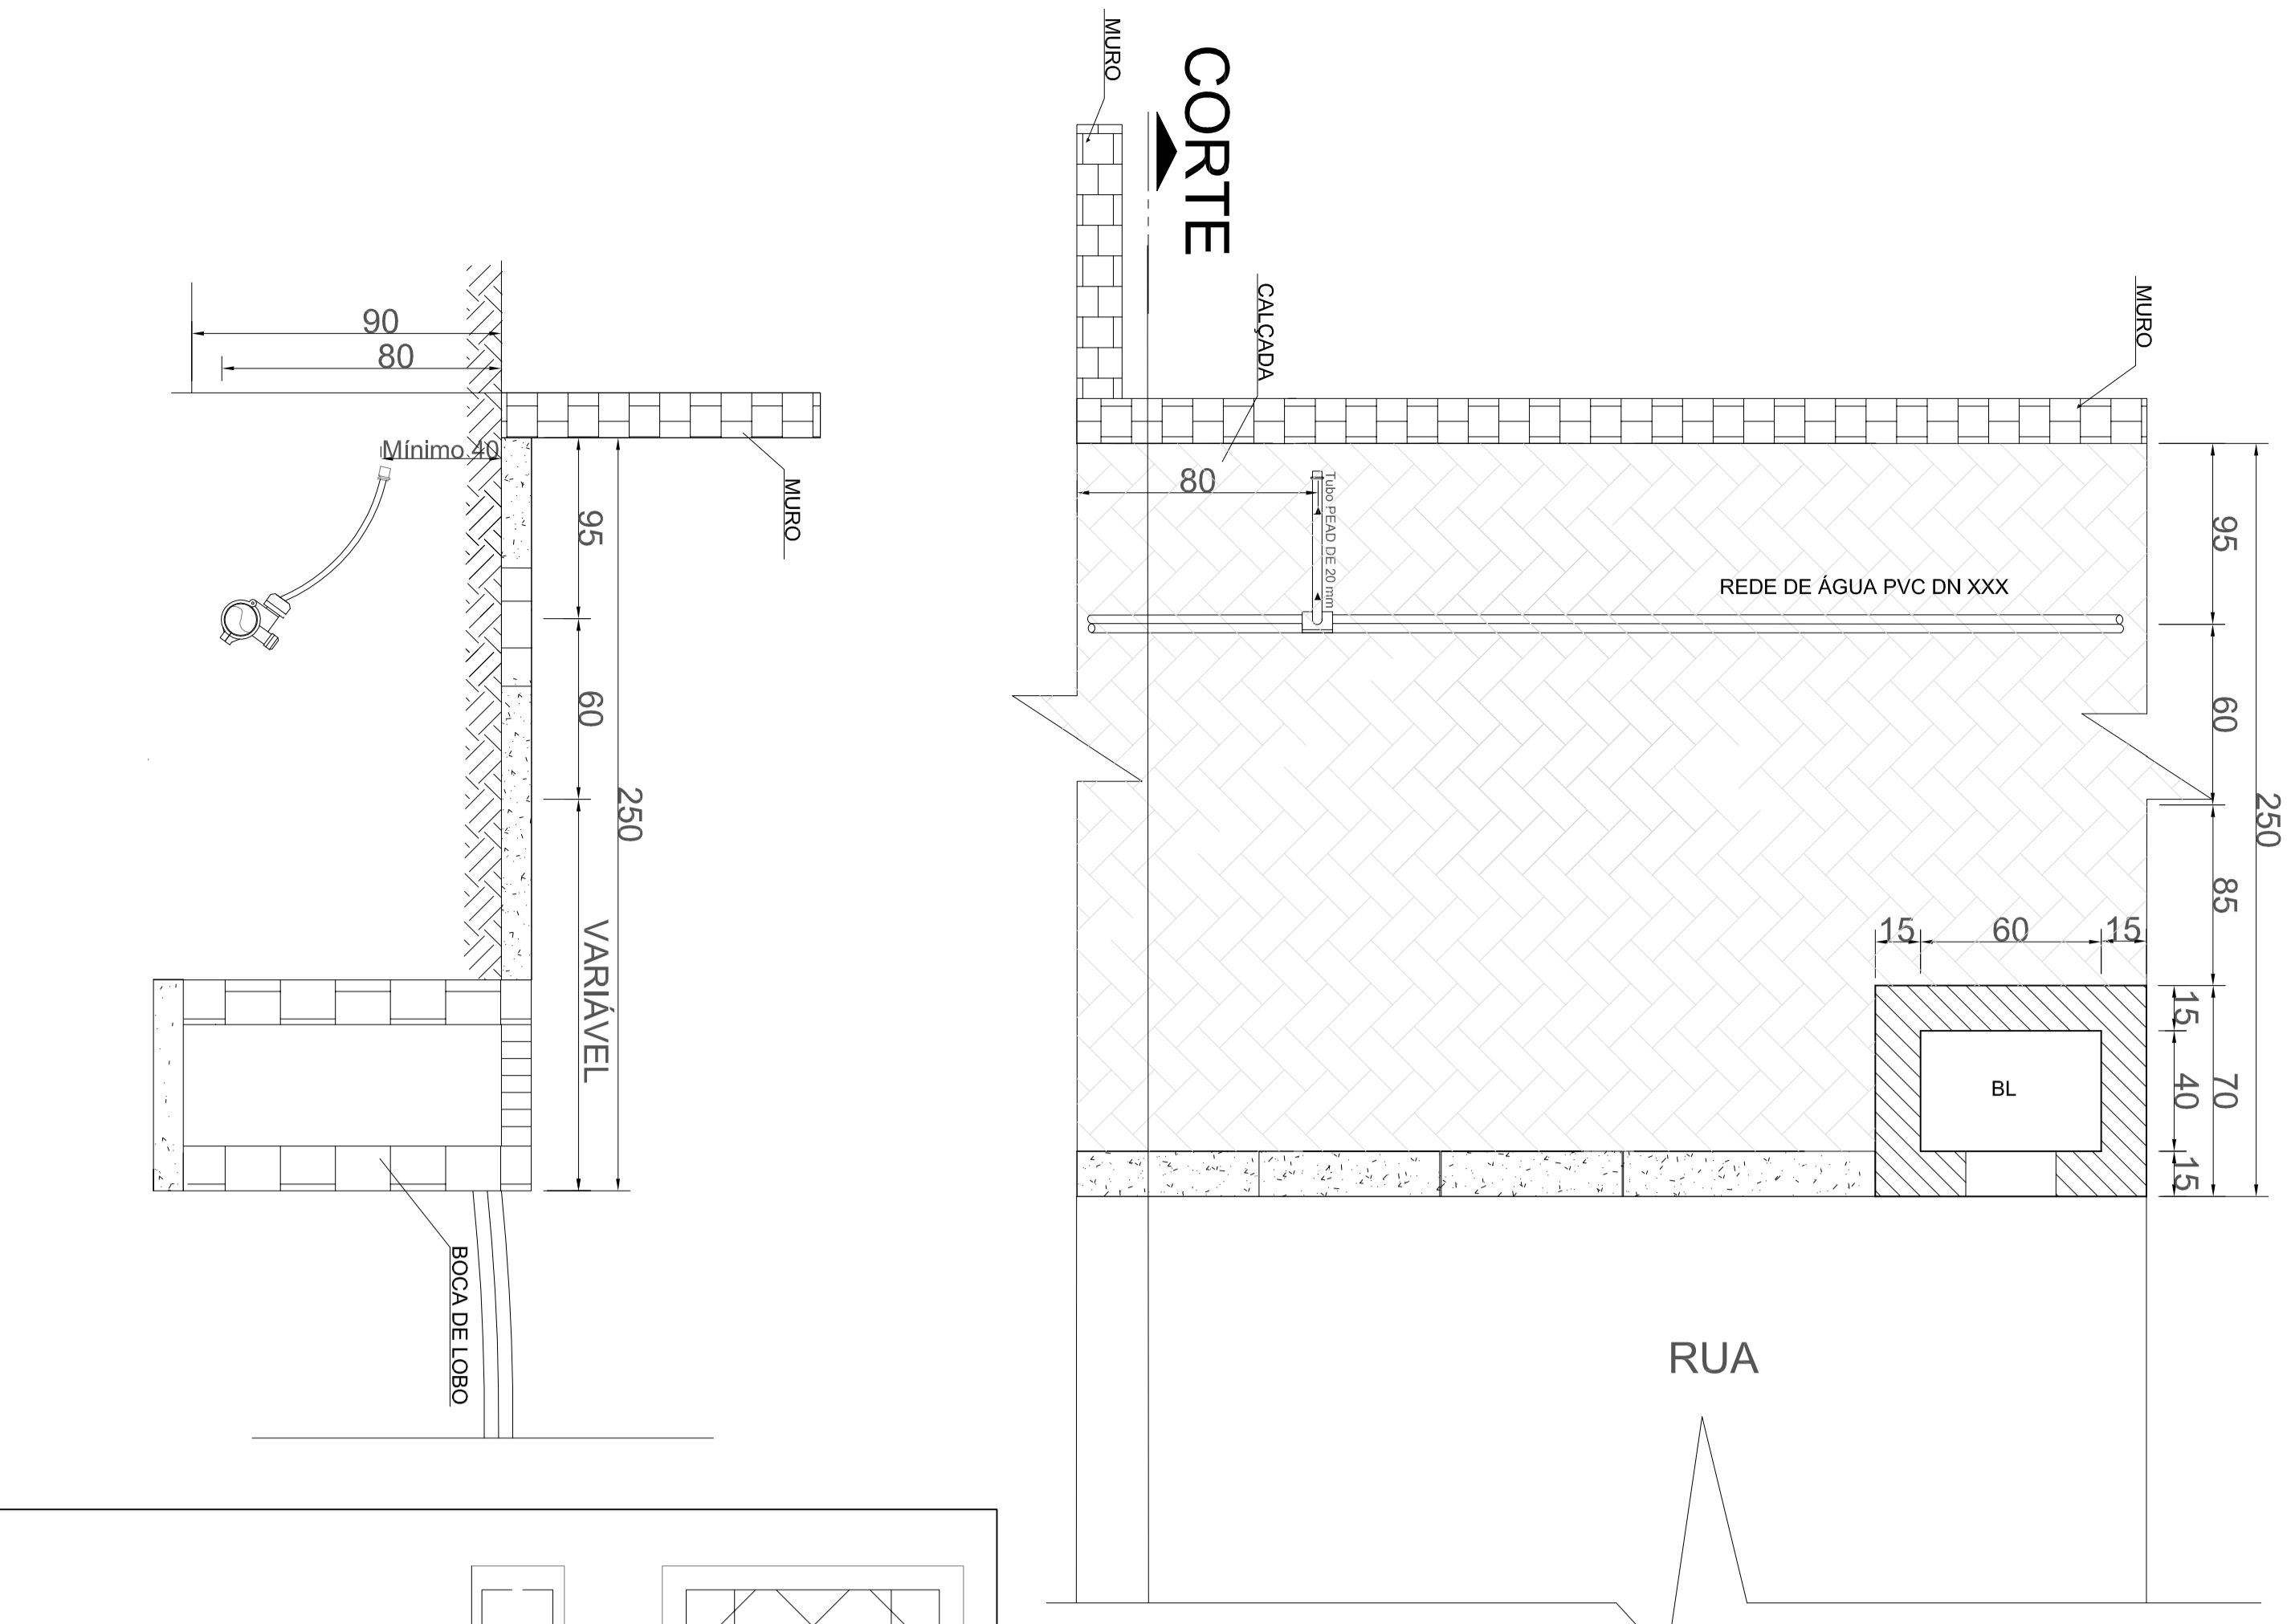 MURO
CORTE
CALÇADA
MURO
90
80
Mínimo 40
MURO
95
60
250
VARIÁVEL
BOCA DE LOBO
80
Tubo PEAD DE 20 mm
REDE DE ÁGUA PVC DN XXX
95
60
250
85
15
60
15
15
40
70
15
BL
RUA